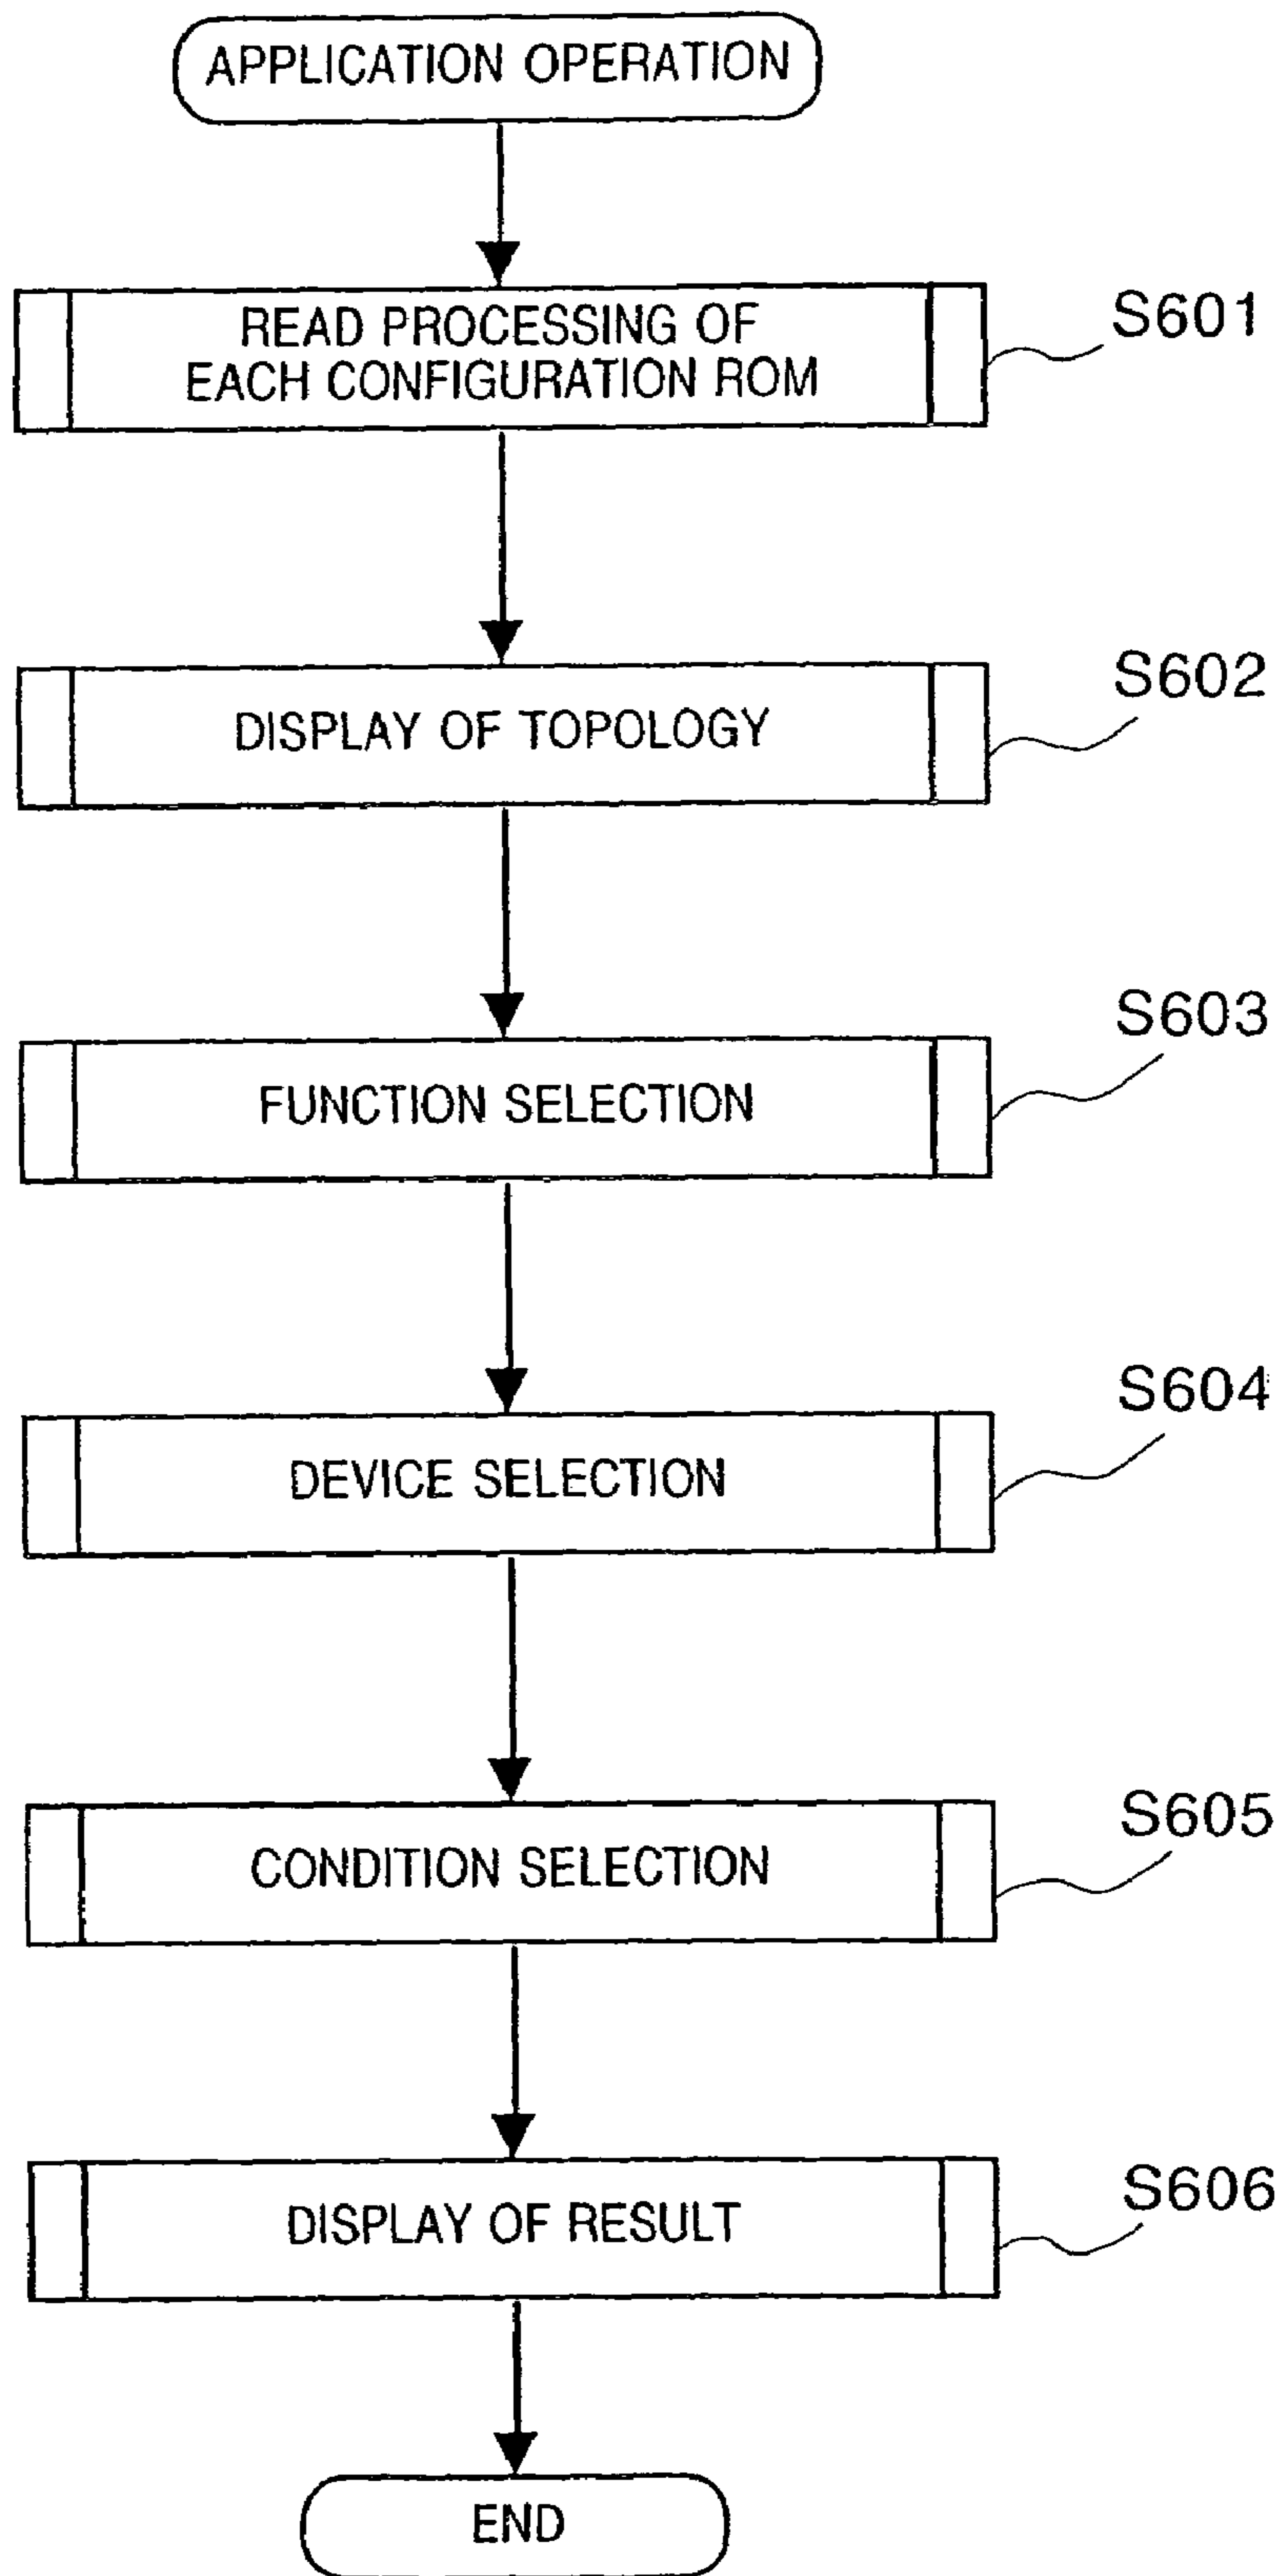 APPLICATION OPERATION
READ PROCESSING OF
EACH CONFIGURATION ROM
S601
DISPLAY OF TOPOLOGY
S602
FUNCTION SELECTION
S603
DEVICE SELECTION
S604
CONDITION SELECTION
S605
DISPLAY OF RESULT
S606
END